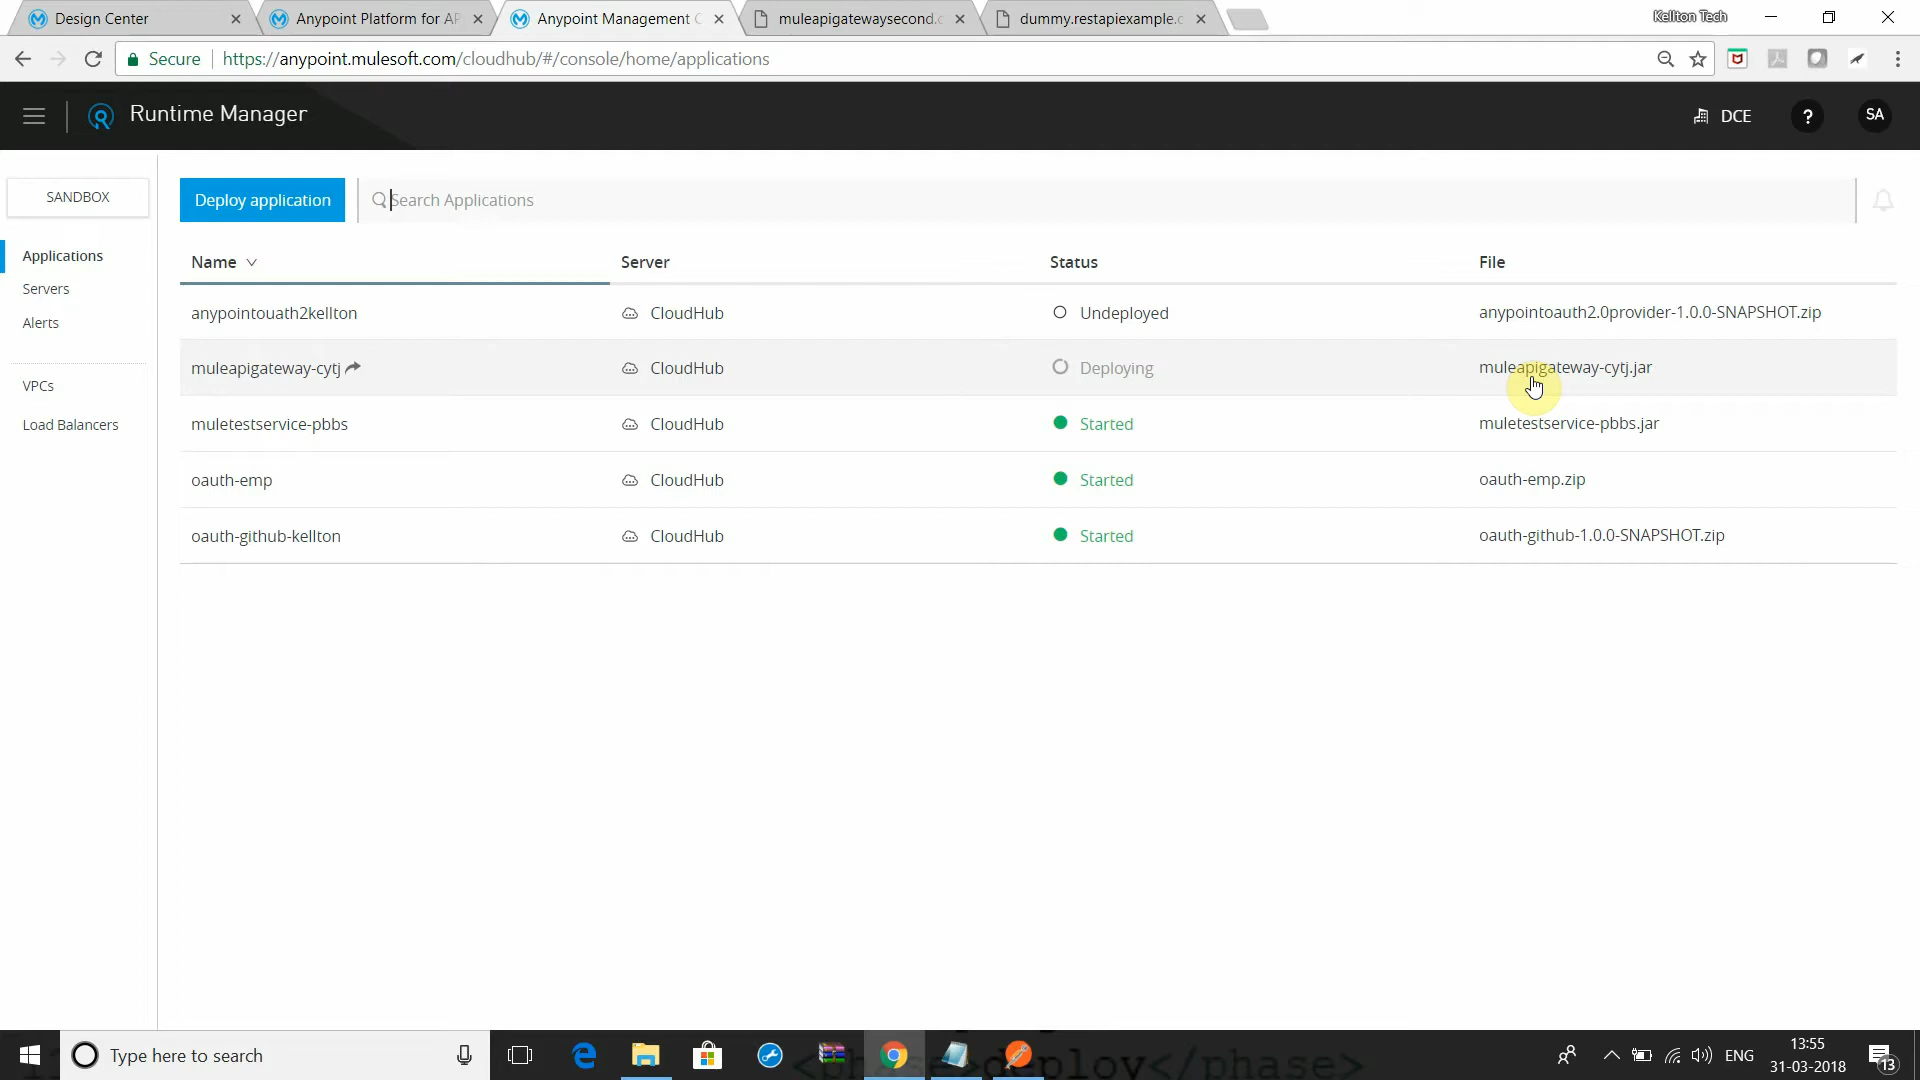 Design Center
Anypoint Platform for AP
Anypoint Management C
muleapigatewaysecond.c
dummy.restapiexample.c
Kellton Tech
Secure
https://anypoint.mulesoft.com/cloudhub/#/console/home/applications
Runtime Manager
DCE
?
SA
SANDBOX
Deploy application
Search Applications
Applications
Servers
Alerts
VPCs
Load Balancers
Name Server Status File
anypointouath2kellton CloudHub Undeployed anypointoauth2.0provider-1.0.0-SNAPSHOT.zip
muleapigateway-cytj CloudHub Deploying muleapigateway-cytj.jar
muletestservice-pbbs CloudHub Started muletestservice-pbbs.jar
oauth-emp CloudHub Started oauth-emp.zip
oauth-github-kellton CloudHub Started oauth-github-1.0.0-SNAPSHOT.zip
Type here to search
<phase>deploy</phase>
ENG
13:55
31-03-2018
13